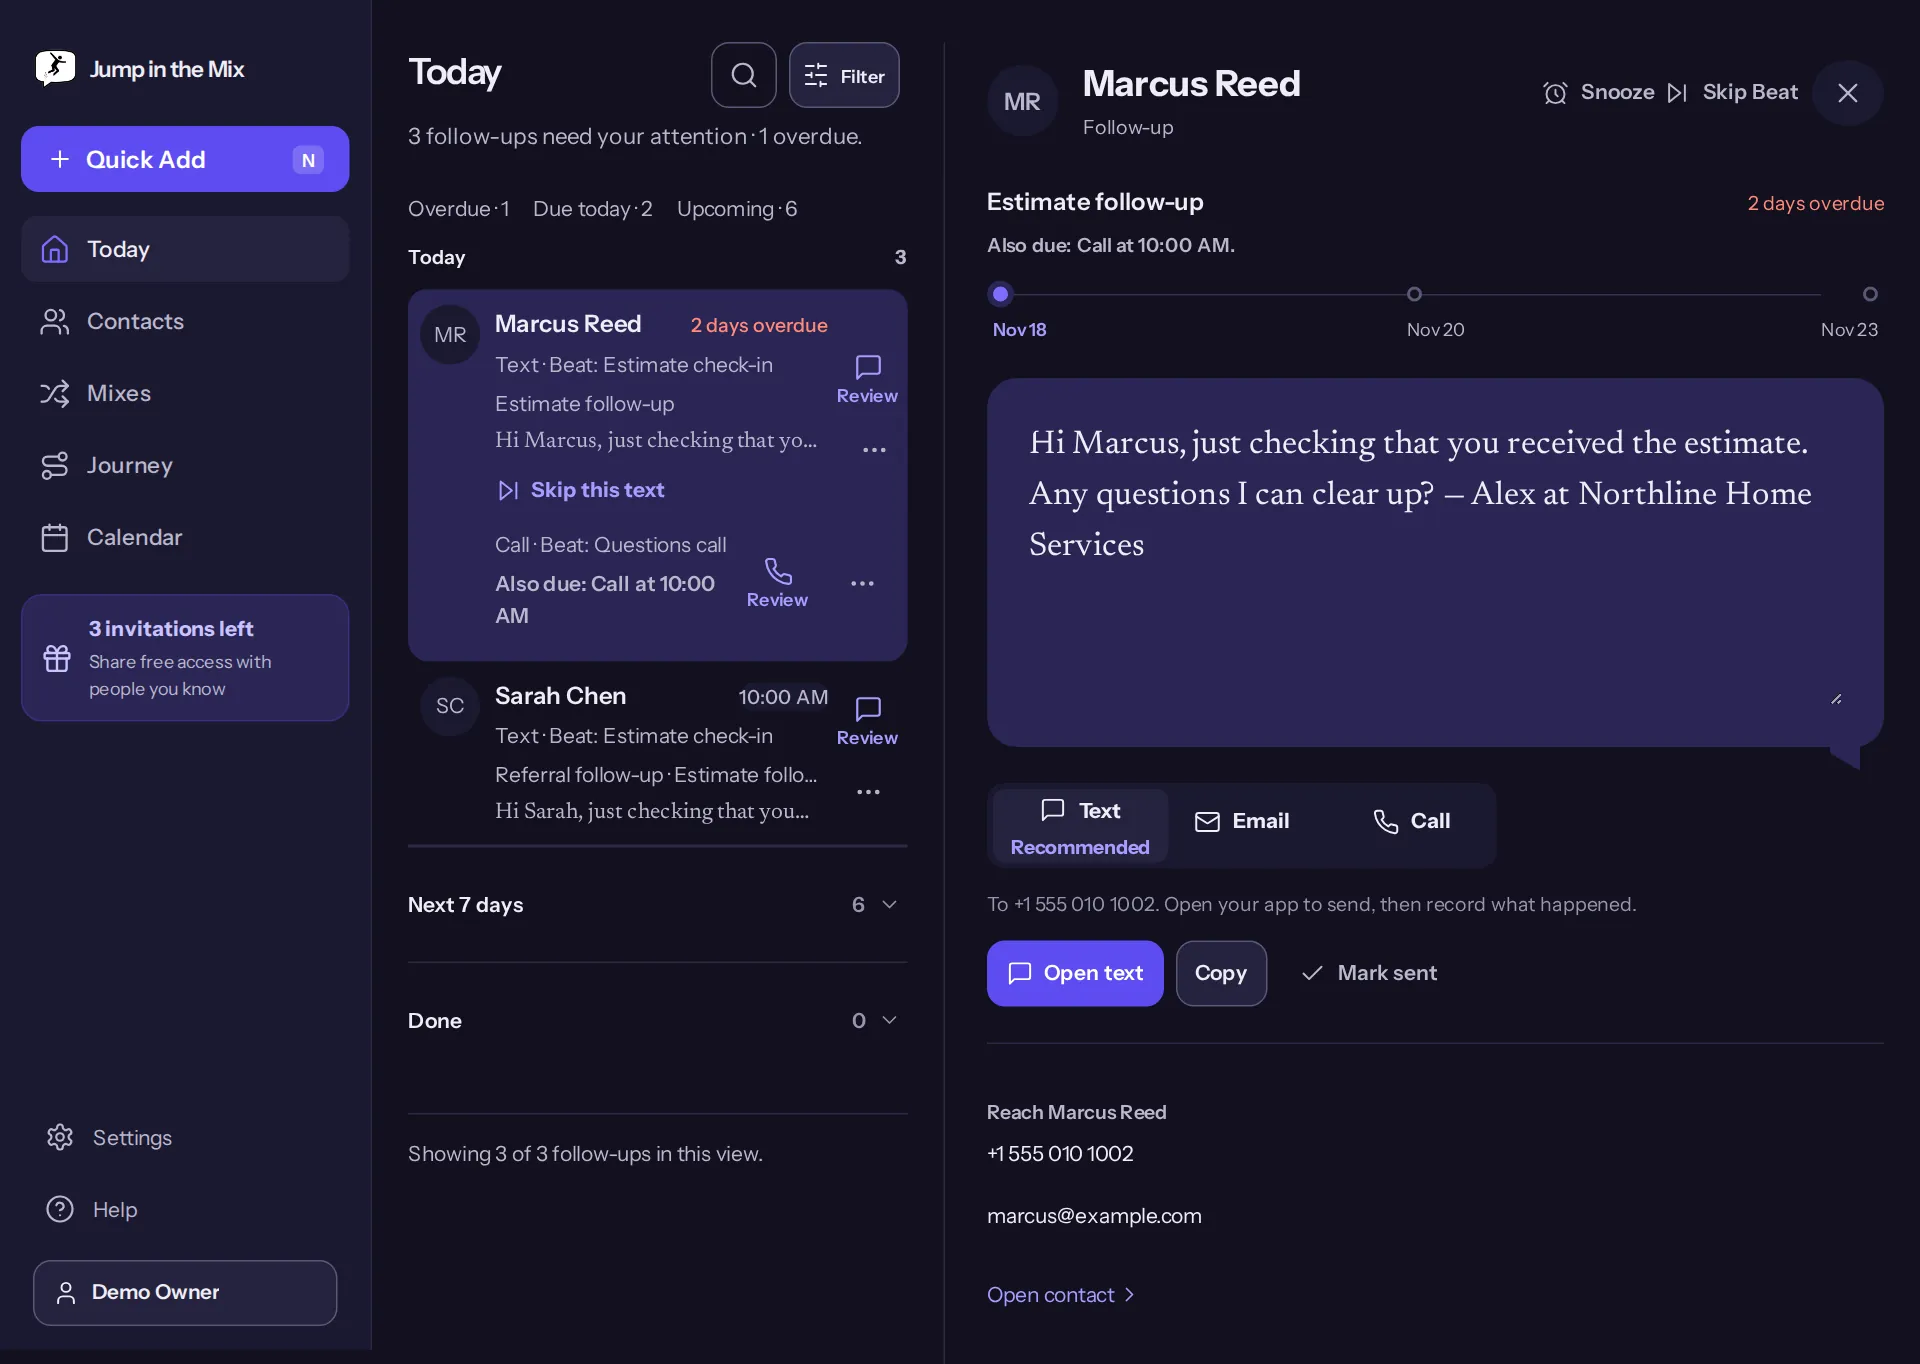 Jump in the Mix
Quick Add N
Today
Contacts
Mixes
Journey
Calendar
3 invitations left
Share free access with
people you know
Settings
Help
Demo Owner
Today
Filter
3 follow-ups need your attention · 1 overdue.
Overdue · 1 Due today · 2 Upcoming · 6
Today 3
MR
Marcus Reed 2 days overdue
Text · Beat: Estimate check-in
Review
Estimate follow-up
Hi Marcus, just checking that yo...
Skip this text
Call · Beat: Questions call
Also due: Call at 10:00
AM
Review
SC
Sarah Chen 10:00 AM
Text · Beat: Estimate check-in
Review
Referral follow-up · Estimate follo...
Hi Sarah, just checking that you...
Next 7 days 6
Done 0
Showing 3 of 3 follow-ups in this view.
MR
Marcus Reed
Follow-up
Snooze Skip Beat
Estimate follow-up 2 days overdue
Also due: Call at 10:00 AM.
Nov 18 Nov 20 Nov 23
Hi Marcus, just checking that you received the estimate.
Any questions I can clear up? – Alex at Northline Home
Services
Text
Recommended
Email
Call
To +1 555 010 1002. Open your app to send, then record what happened.
Open text Copy Mark sent
Reach Marcus Reed
+1 555 010 1002
marcus@example.com
Open contact